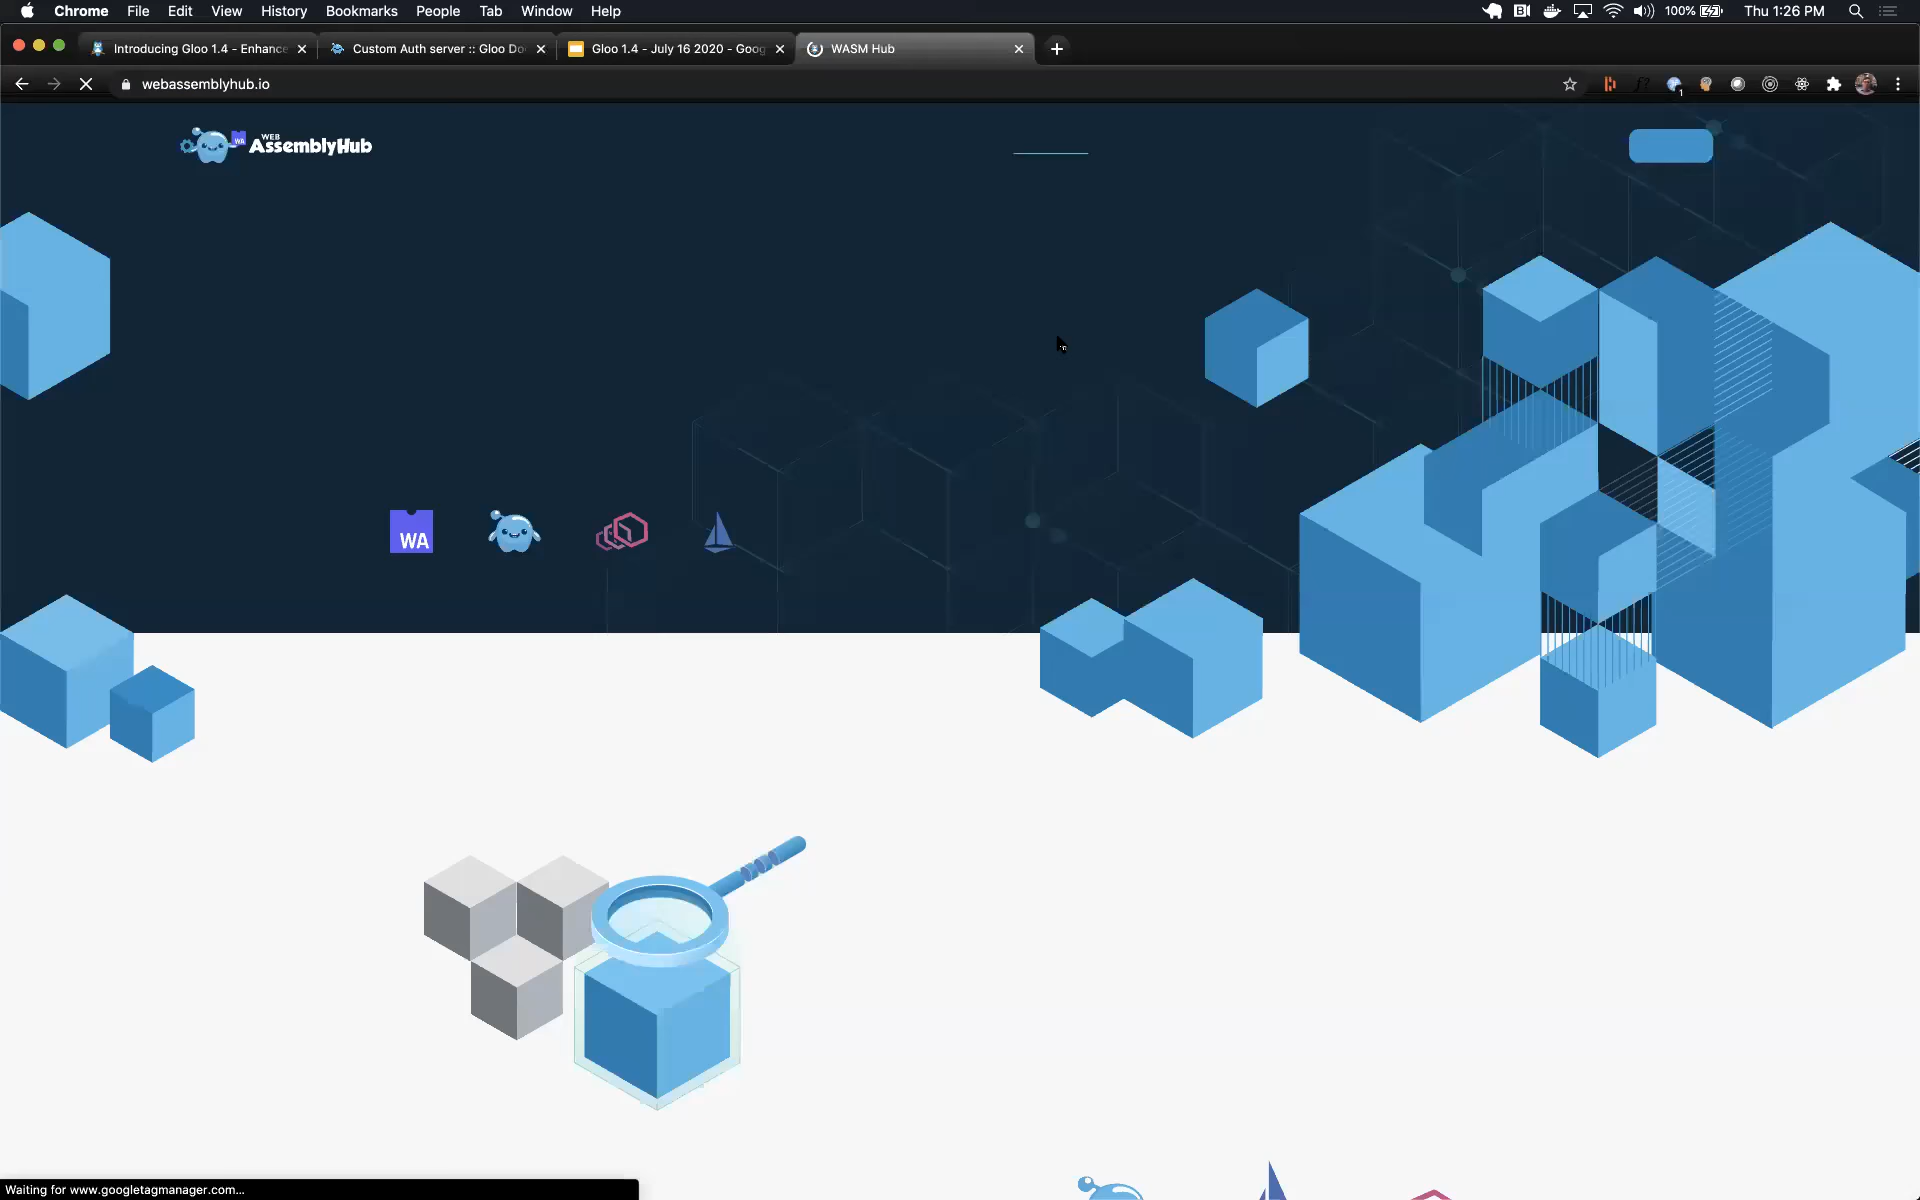 Chrome File Edit View History Bookmarks People Tab Window Help 100% Thu 1:26 PM
Introducing Gloo 1.4 - Enhance Custom Auth server :: Gloo Do Gloo 1.4 - July 16 2020 - Goog WASM Hub
webassemblyhub.io
WA
WEB
AssemblyHub
WA
Waiting for www.googletagmanager.com...